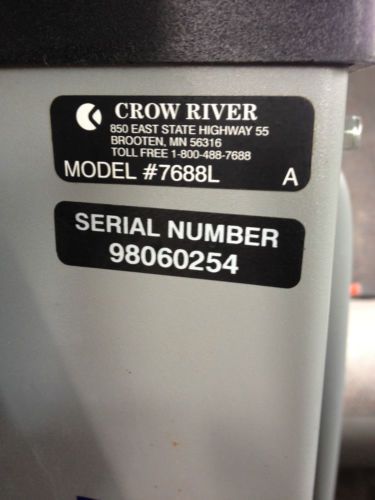 CROW RIVER
850 EAST STATE HIGHWAY 55
BROOTEN, MN 56316
TOLL FREE 1-800-488-7688
MODEL #7688L A
SERIAL NUMBER
98060254